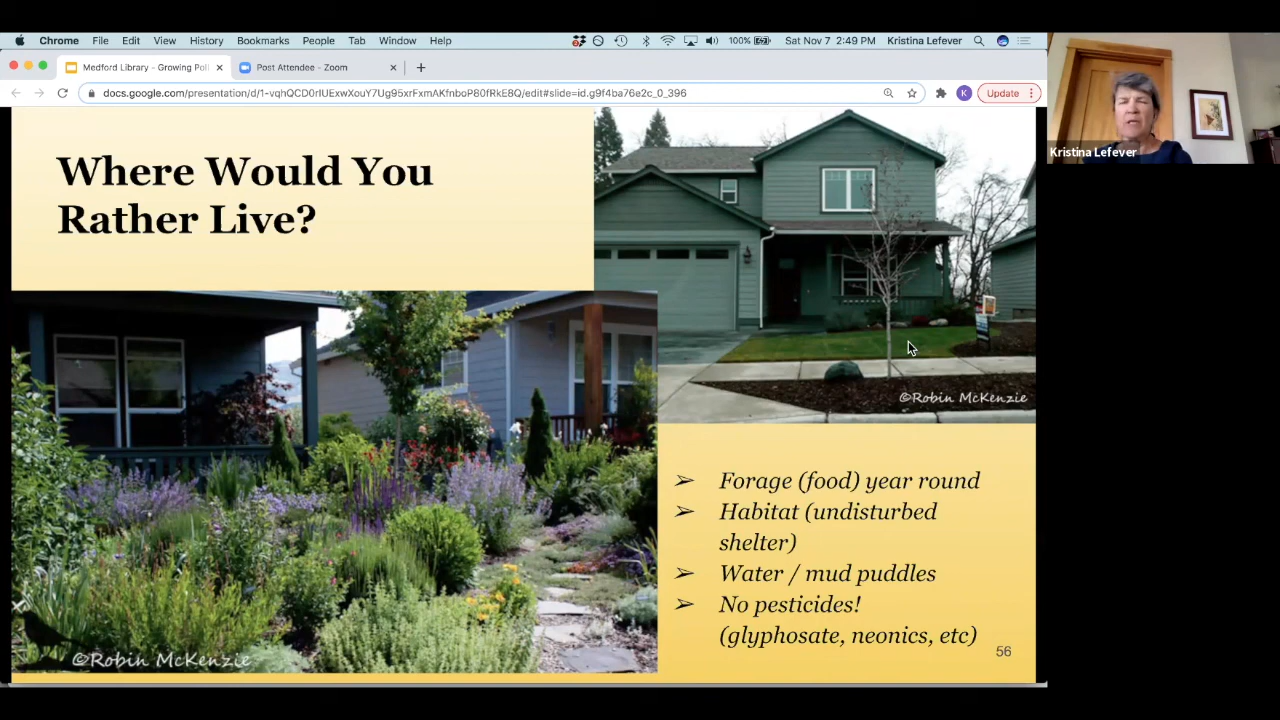 Chrome File Edit View History Bookmarks People Tab Window Help 100% Sat Nov 7 2:49 PM Kristina Lefever
Medford Library - Growing Poll Post Attendee - Zoom
docs.google.com/presentation/d/1-vqhQCD0rIUExwXouY7Ug95xrFxmAKfnboP80fRkE8Q/edit#slide=id.g9f4ba76e2c_0_396 K Update
Kristina Lefever
Where Would You
Rather Live?
©Robin McKenzie
➢ Forage (food) year round
➢ Habitat (undisturbed
shelter)
➢ Water / mud puddles
➢ No pesticides!
(glyphosate, neonics, etc)
56
©Robin McKenzie